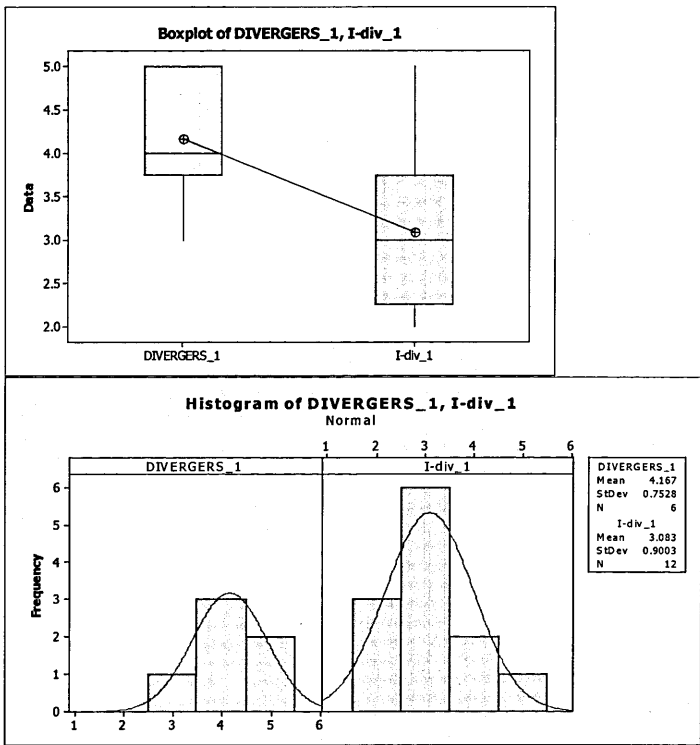 Boxplot of DIVERGERS_1, I-div_1
5.0
4.5
4.0
3.5
3.0
2.5
2.0
Data
DIVERGERS_1
I-div_1
Histogram of DIVERGERS_1, I-div_1
Normal
1 2 3 4 5 6
DIVERGERS_1
I-div_1
6
5
4
3
2
1
0
Frequency
1 2 3 4 5 6
DIVERGERS_1
Mean 4.167
StDev 0.7528
N 6
I-div_1
Mean 3.083
StDev 0.9003
N 12